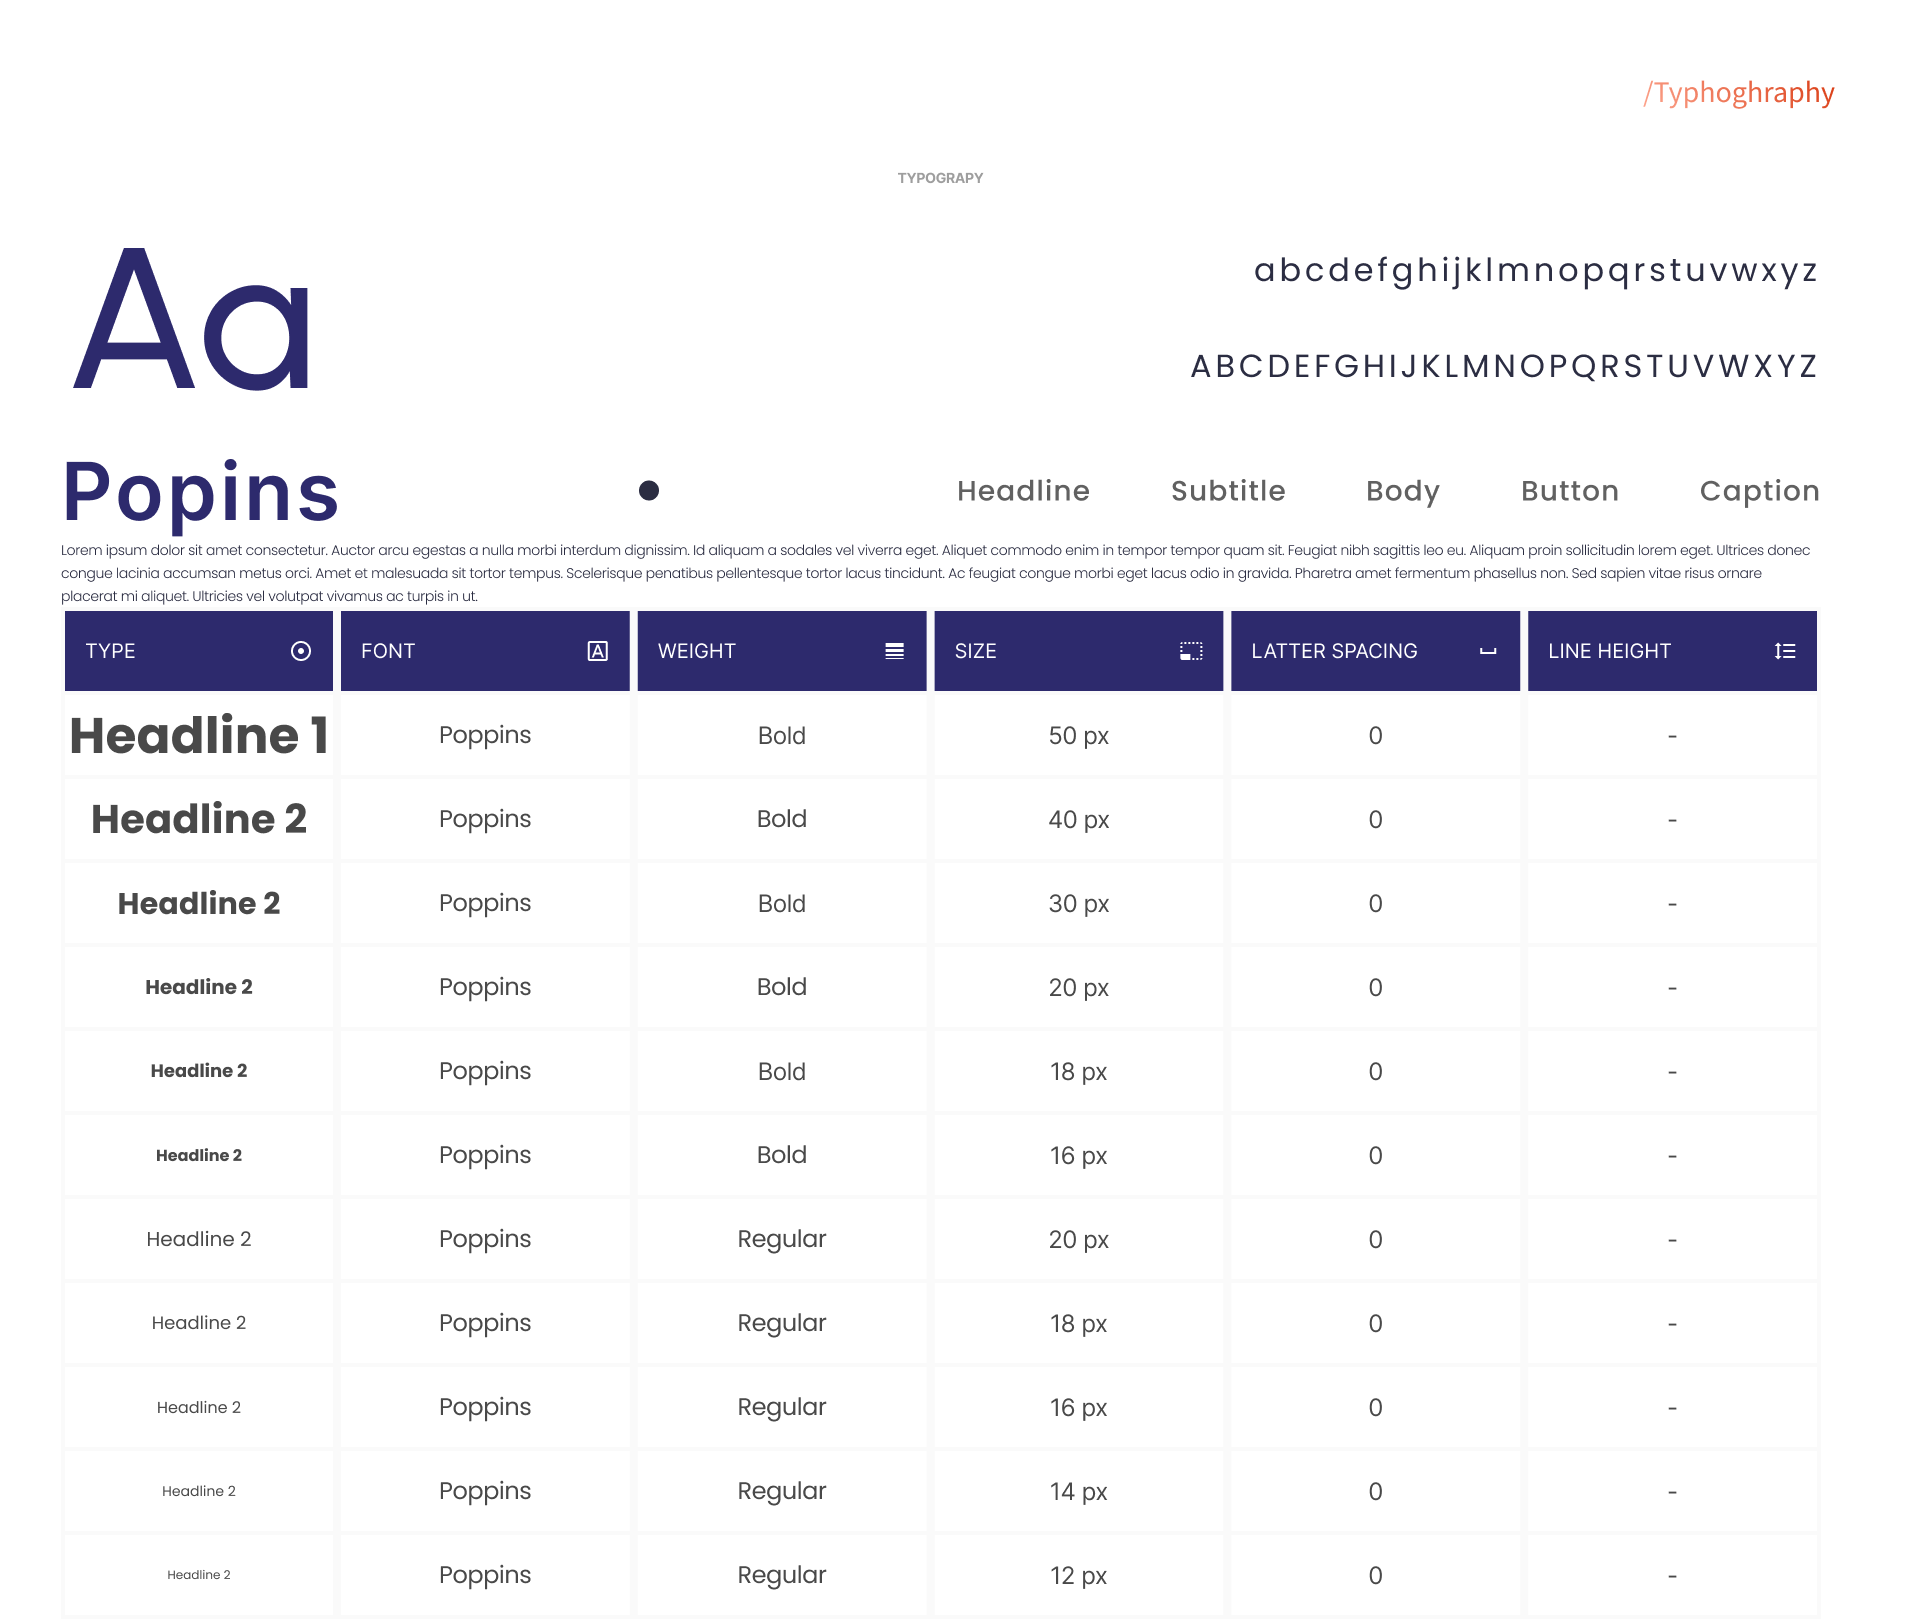 /Typhoghraphy
TYPOGRAPY
Aa
abcdefghijklmnopqrstuvwxyz
ABCDEFGHIJKLMNOPQRSTUVWXYZ
Popins
Headline Subtitle Body Button Caption
Lorem ipsum dolor sit amet consectetur. Auctor arcu egestas a nulla morbi interdum dignissim. Id aliquam a sodales vel viverra eget. Aliquet commodo enim in tempor tempor quam sit. Feugiat nibh sagittis leo eu. Aliquam proin sollicitudin lorem eget. Ultrices donec
congue lacinia accumsan metus orci. Amet et malesuada sit tortor tempus. Scelerisque penatibus pellentesque tortor lacus tincidunt. Ac feugiat congue morbi eget lacus odio in gravida. Pharetra amet fermentum phasellus non. Sed sapien vitae risus ornare
placerat mi aliquet. Ultricies vel volutpat vivamus ac turpis in ut.
TYPE FONT A WEIGHT SIZE LATTER SPACING LINE HEIGHT
Headline 1 Poppins Bold 50 px 0 -
Headline 2 Poppins Bold 40 px 0 -
Headline 2 Poppins Bold 30 px 0 -
Headline 2 Poppins Bold 20 px 0 -
Headline 2 Poppins Bold 18 px 0 -
Headline 2 Poppins Bold 16 px 0 -
Headline 2 Poppins Regular 20 px 0 -
Headline 2 Poppins Regular 18 px 0 -
Headline 2 Poppins Regular 16 px 0 -
Headline 2 Poppins Regular 14 px 0 -
Headline 2 Poppins Regular 12 px 0 -